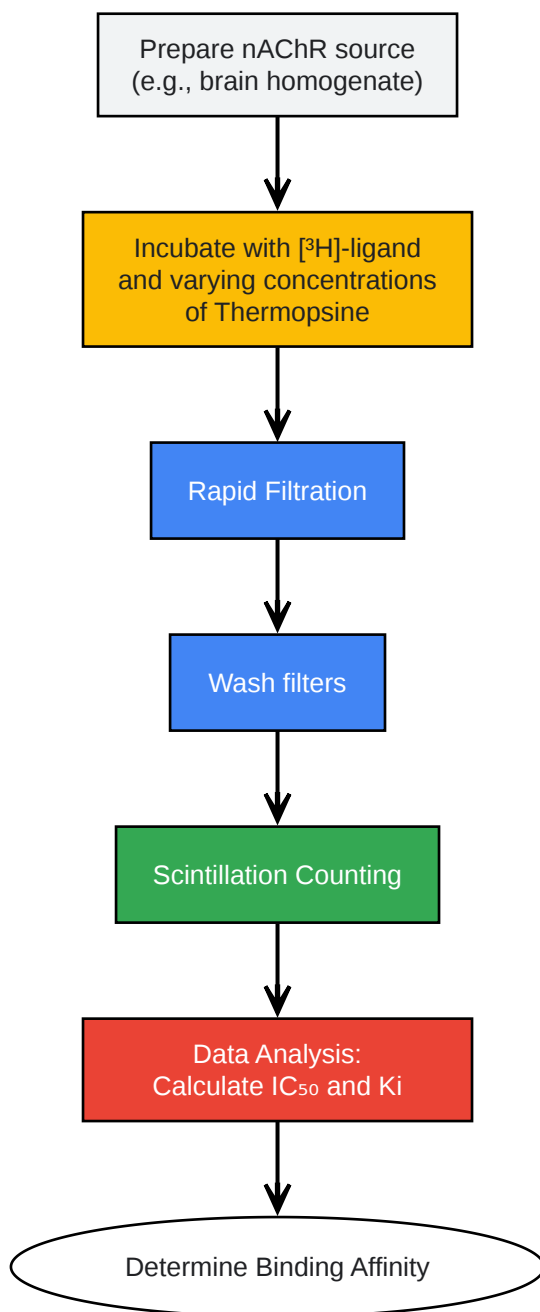 Prepare nAChR source
(e.g., brain homogenate)
Incubate with [³H]-ligand
and varying concentrations
of Thermopsine
Rapid Filtration
Wash filters
Scintillation Counting
Data Analysis:
Calculate IC₅₀ and Ki
Determine Binding Affinity